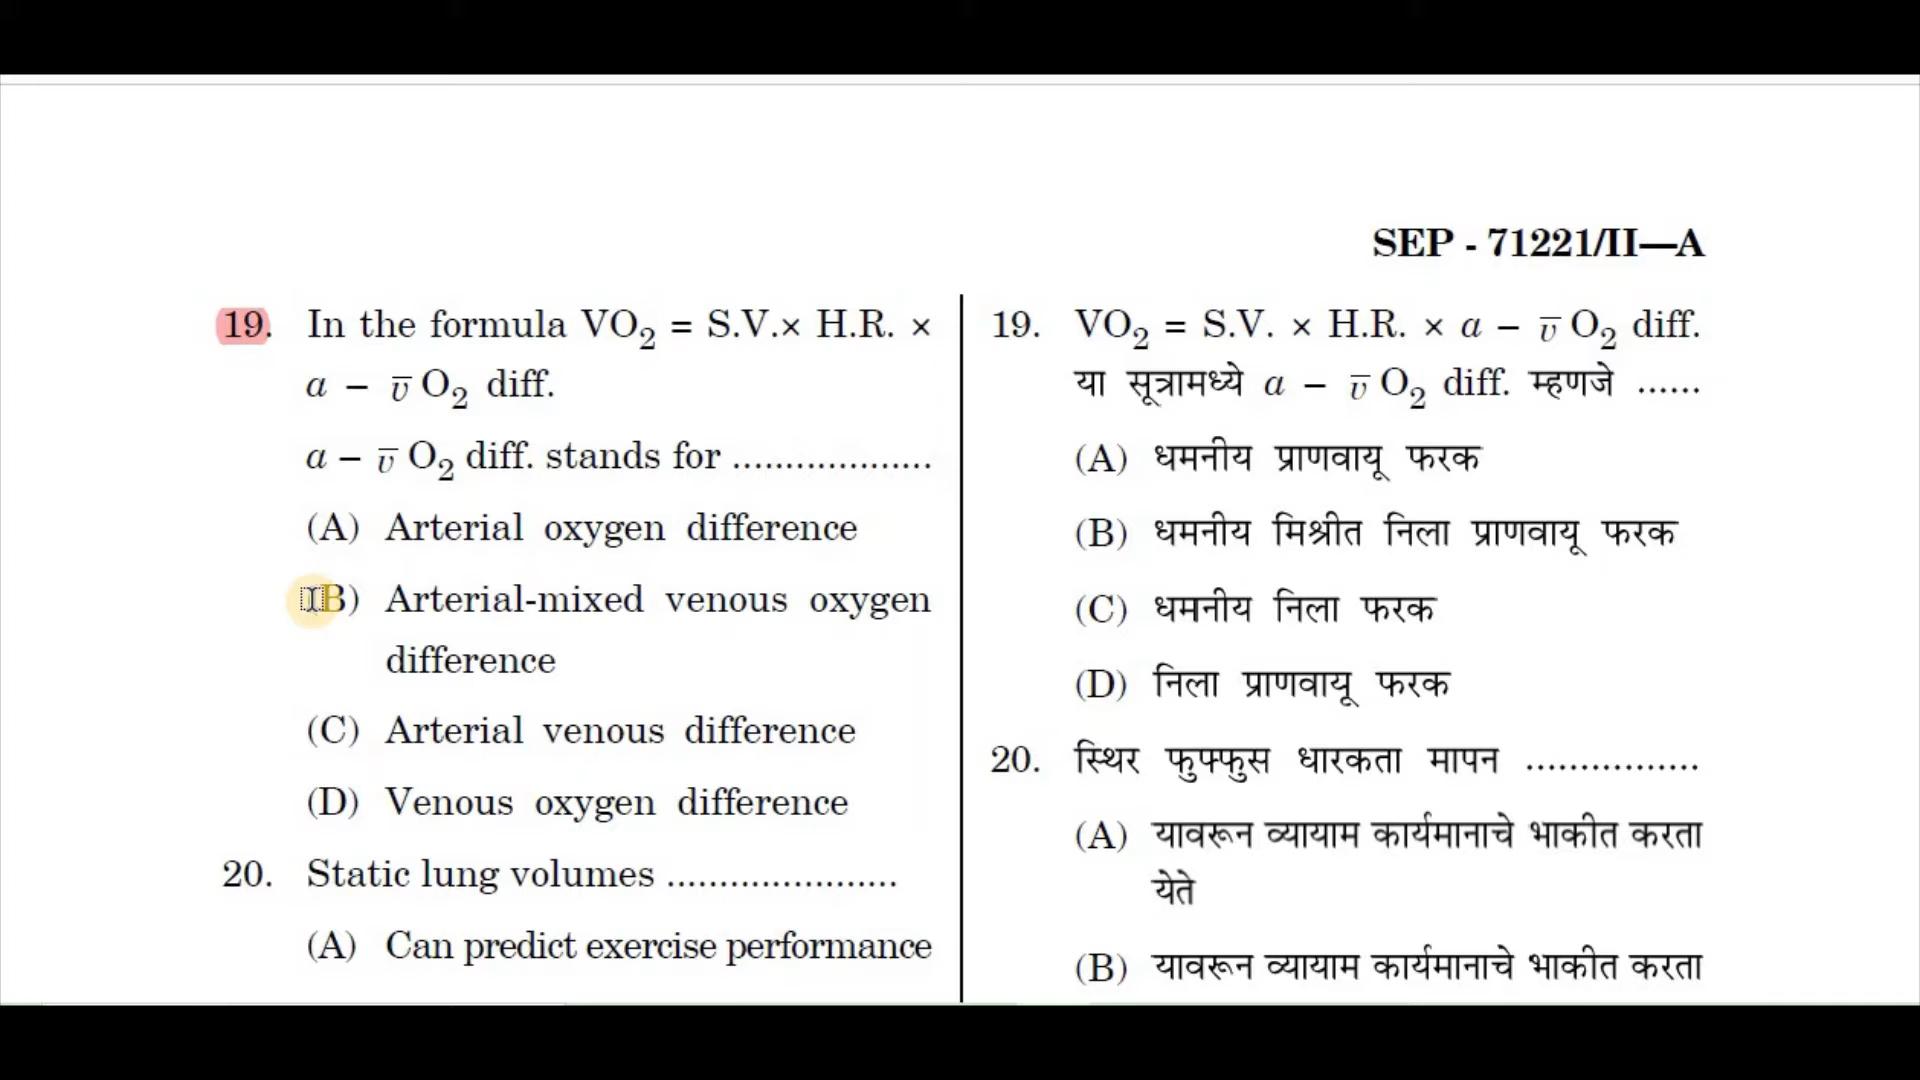 SEP - 71221/II—A
19. In the formula VO₂ = S.V.× H.R. ×
a – v̅ O₂ diff.
a – v̅ O₂ diff. stands for ...................
(A) Arterial oxygen difference
(B) Arterial-mixed venous oxygen
difference
(C) Arterial venous difference
(D) Venous oxygen difference
20. Static lung volumes ......................
(A) Can predict exercise performance
19. VO₂ = S.V. × H.R. × a – v̅ O₂ diff.
या सूत्रामध्ये a – v̅ O₂ diff. म्हणजे ......
(A) धमनीय प्राणवायू फरक
(B) धमनीय मिश्रीत निला प्राणवायू फरक
(C) धमनीय निला फरक
(D) निला प्राणवायू फरक
20. स्थिर फुफ्फुस धारकता मापन ................
(A) यावरून व्यायाम कार्यमानाचे भाकीत करता
येते
(B) यावरून व्यायाम कार्यमानाचे भाकीत करता